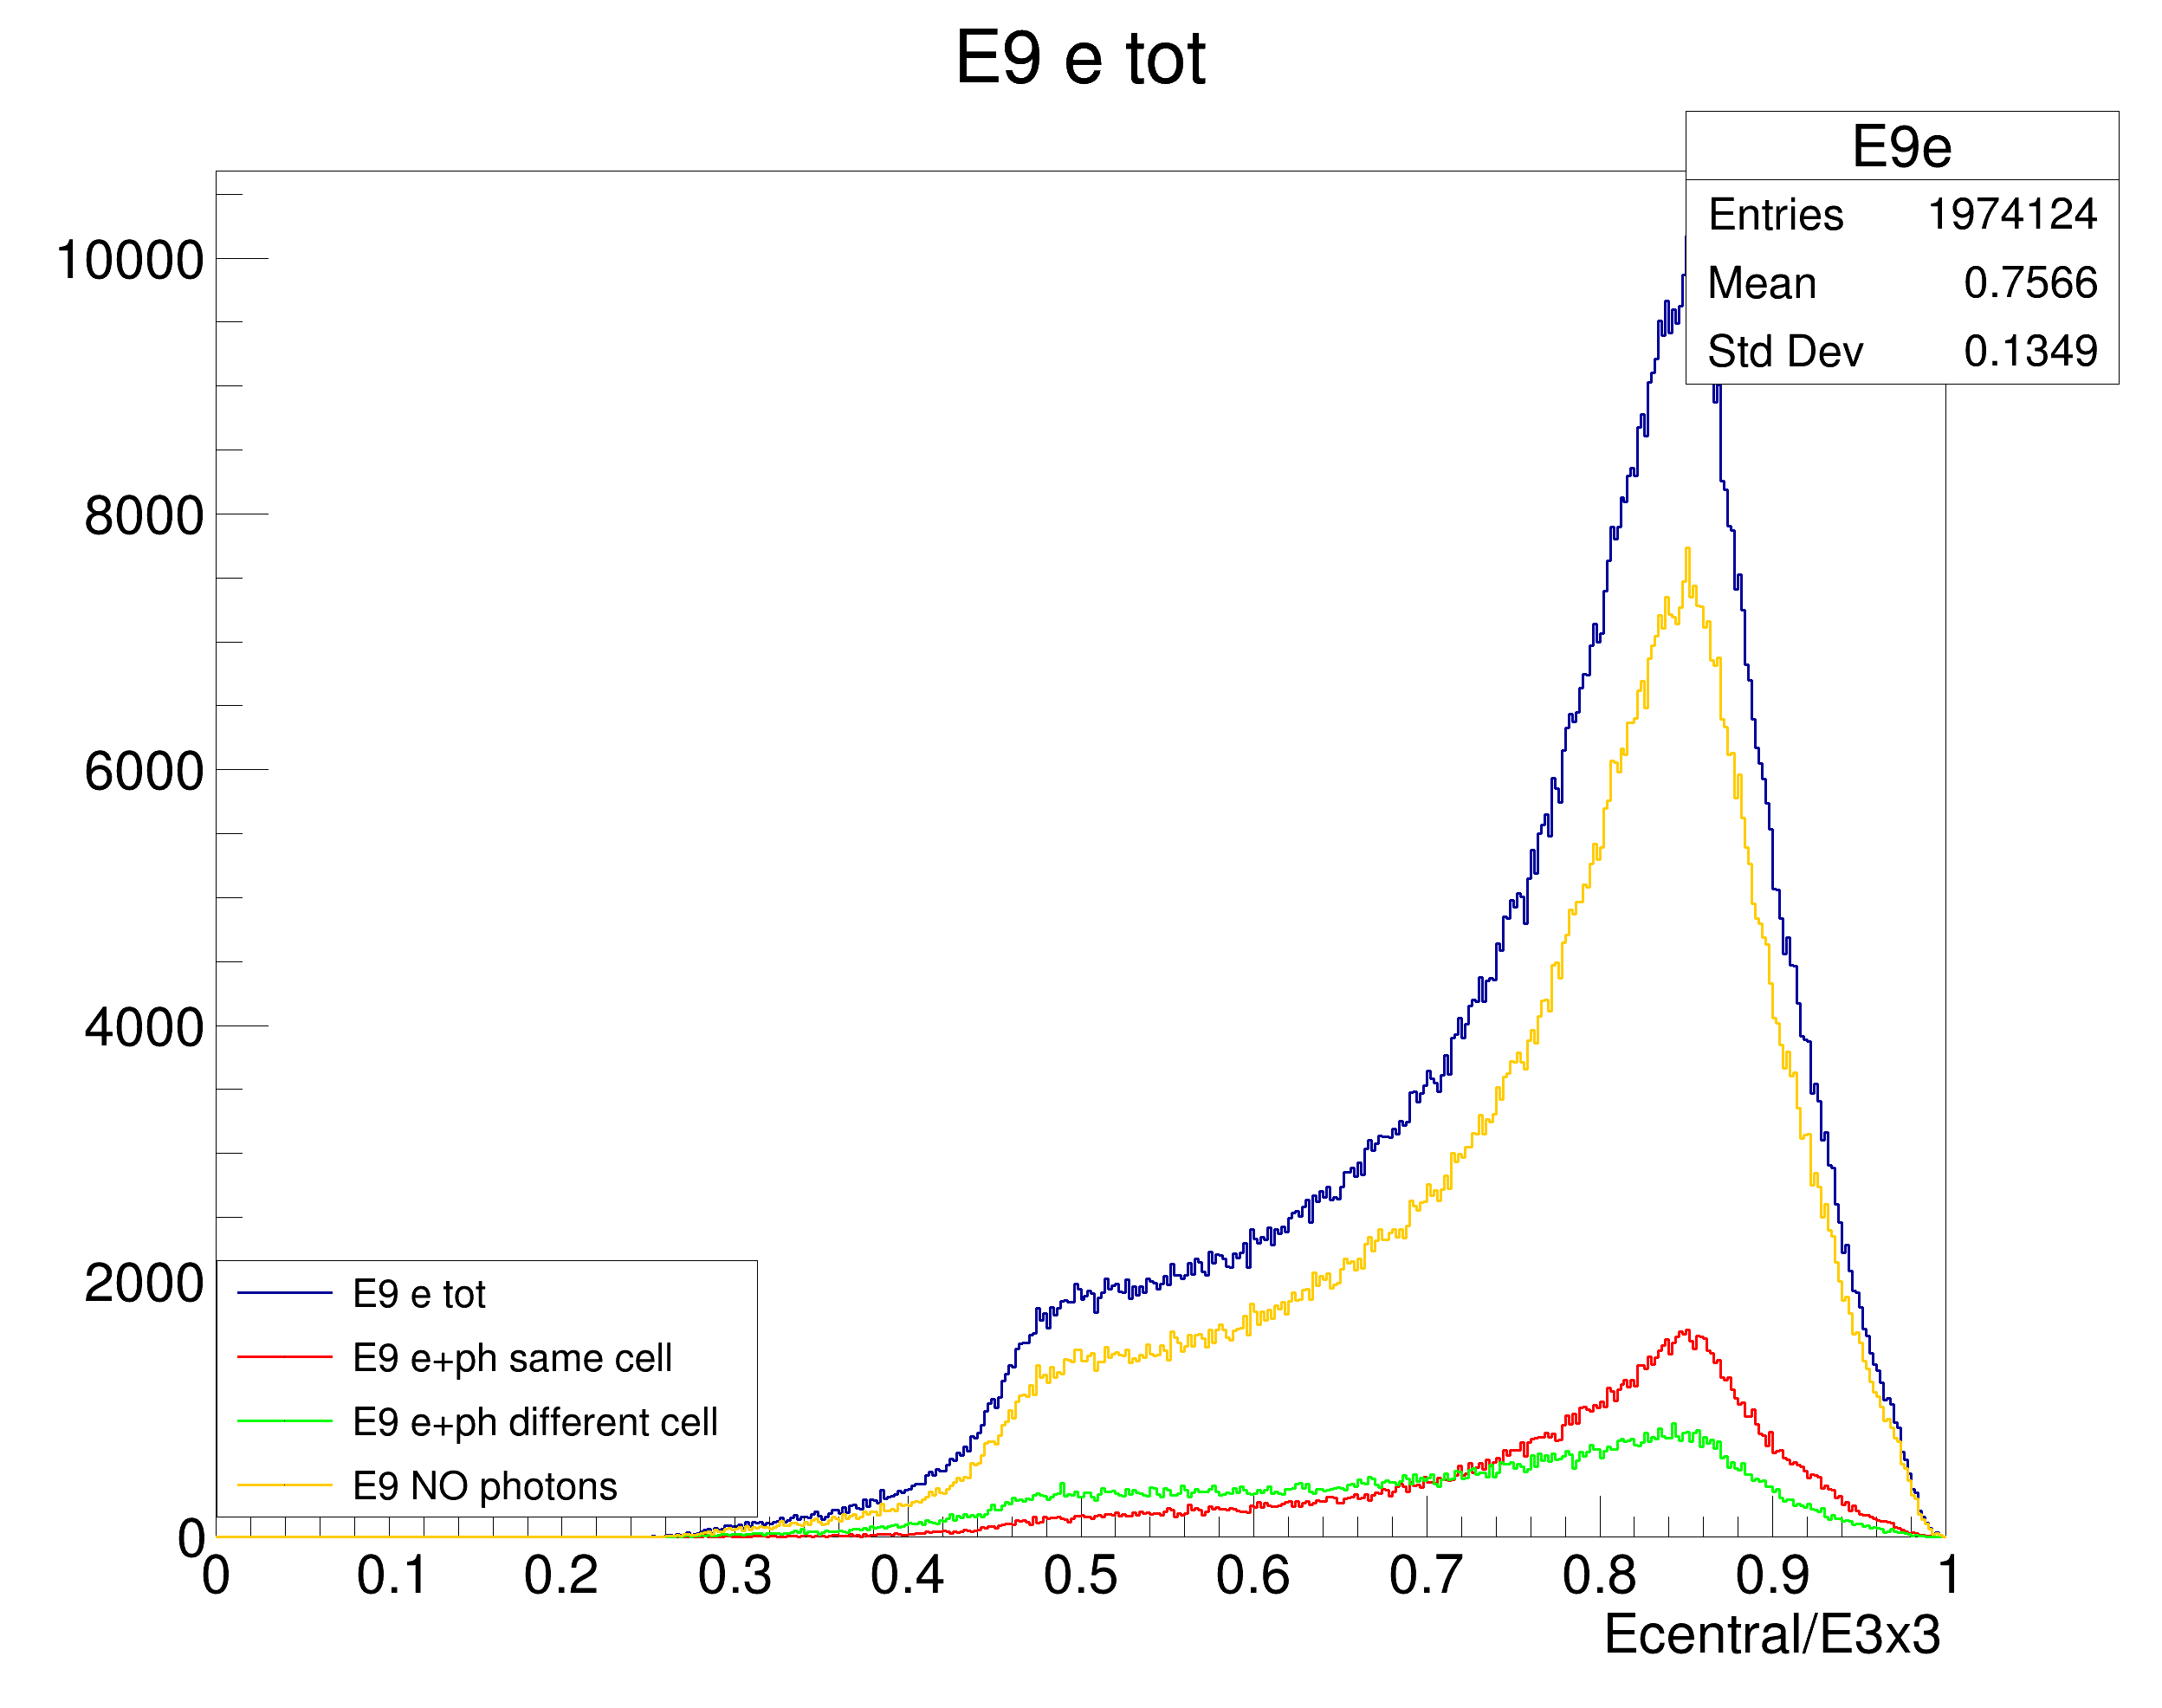 E9 e tot
E9e
Entries 1974124
Mean 0.7566
Std Dev 0.1349
10000
8000
6000
4000
2000
0
E9 e tot
E9 e+ph same cell
E9 e+ph different cell
E9 NO photons
0 0.1 0.2 0.3 0.4 0.5 0.6 0.7 0.8 0.9 1
Ecentral/E3x3